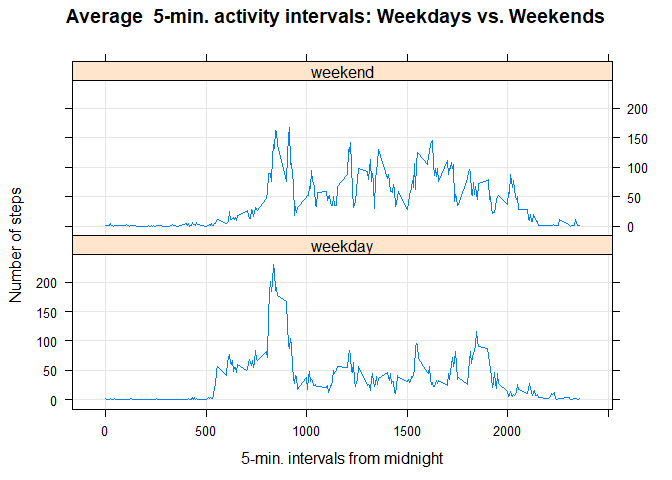 Average  5-min. activity intervals: Weekdays vs. Weekends
weekend
200
150
100
50
0
weekday
200
150
100
50
0
Number of steps
0 500 1000 1500 2000
5-min. intervals from midnight